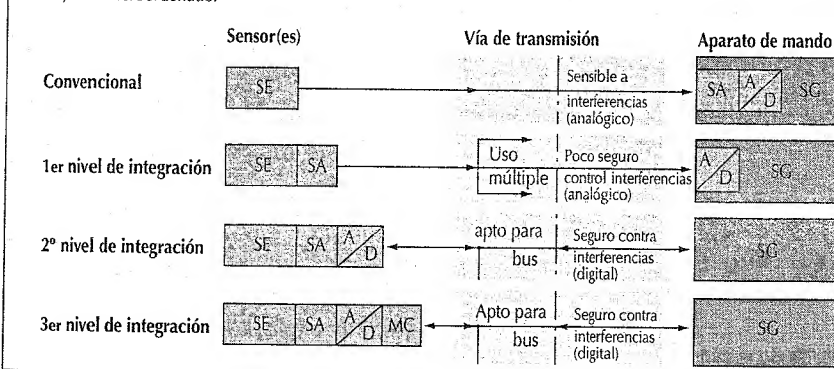 Sensor(es) Vía de transmisión Aparato de mando
Convencional
SE
Sensible a
interferencias
(analógico)
SA A/D SG
1er nivel de integración
SE SA
Uso
múltiple
Poco seguro
control interferencias
(analógico)
A/D SG
2º nivel de integración
SE SA A/D
apto para
bus
Seguro contra
interferencias
(digital)
SG
3er nivel de integración
SE SA A/D MC
Apto para
bus
Seguro contra
interferencias
(digital)
SG